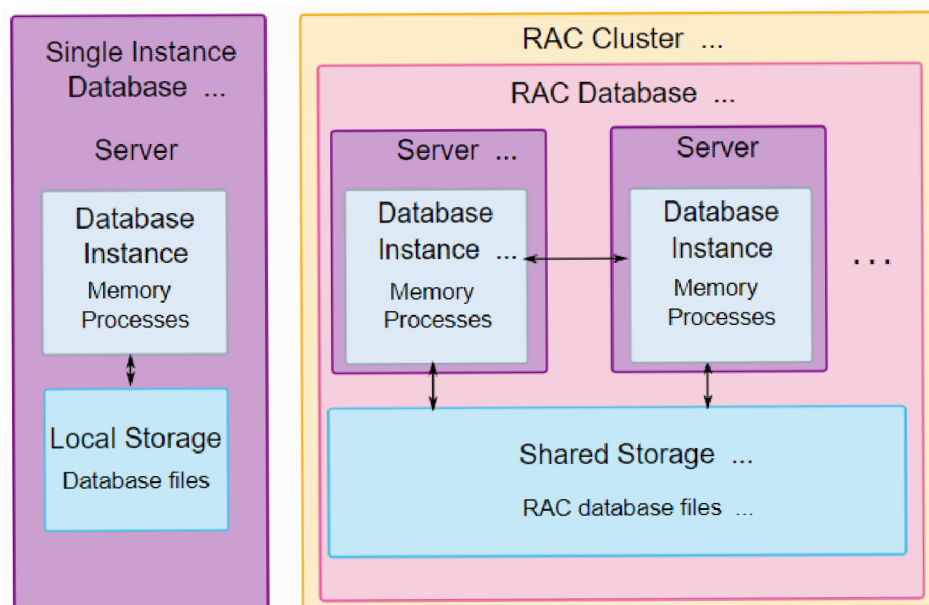 Single Instance
Database ...
Server
Database
Instance
Memory
Processes
Local Storage
Database files
RAC Cluster ...
RAC Database ...
Server ...
Database
Instance ...
Memory
Processes
Server
Database
Instance
Memory
Processes
...
Shared Storage ...
RAC database files ...